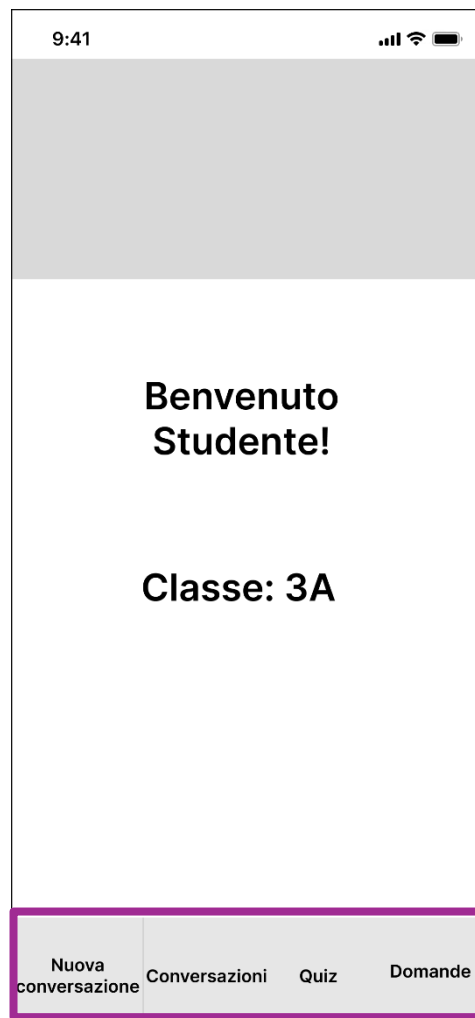 9:41
Benvenuto
Studente!
Classe: 3A
Nuova
conversazione
Conversazioni
Quiz
Domande